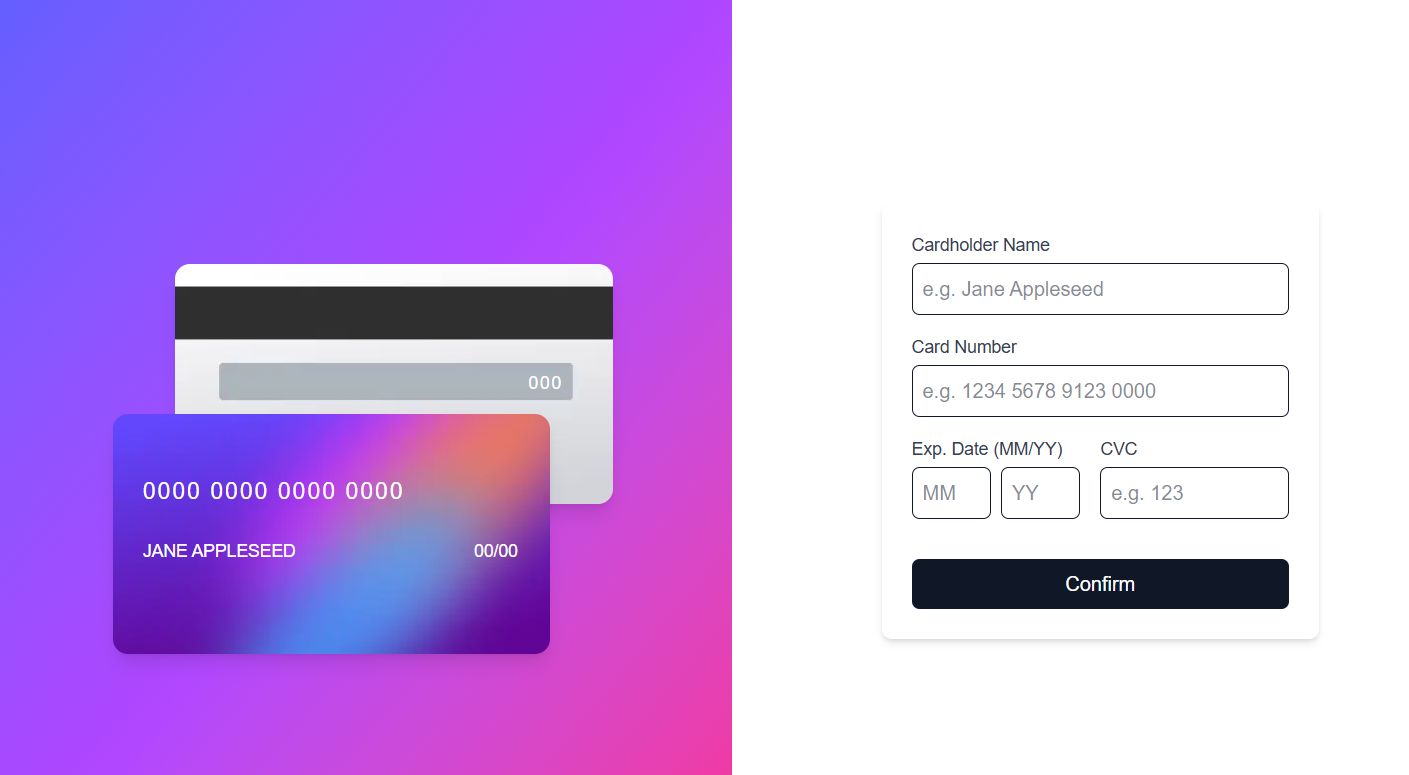 000
0000 0000 0000 0000
JANE APPLESEED 00/00
Cardholder Name
e.g. Jane Appleseed
Card Number
e.g. 1234 5678 9123 0000
Exp. Date (MM/YY) CVC
MM YY e.g. 123
Confirm